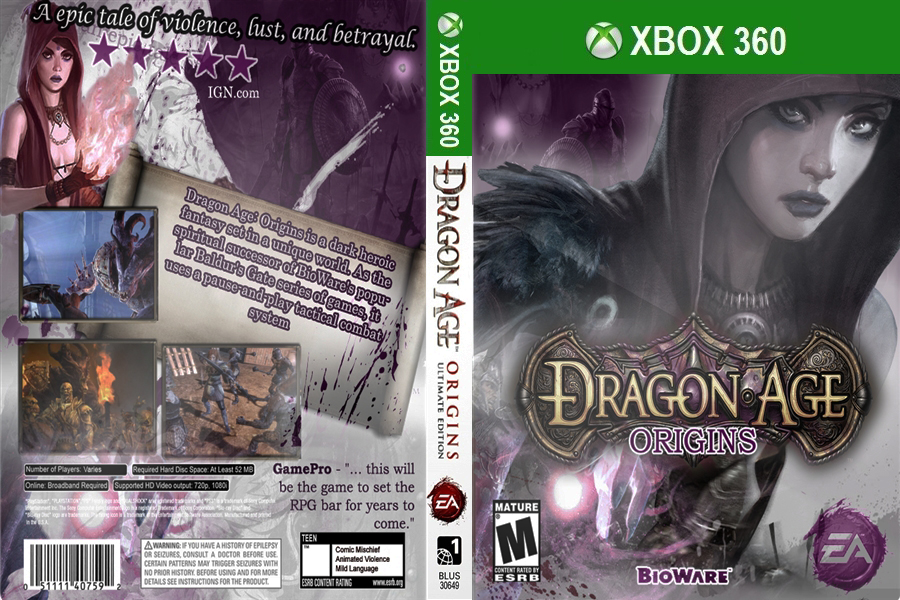 A epic tale of violence, lust, and betrayal.
IGN.com
Dragon Age: Origins is a dark heroic
fantasy set in a unique world. As the
spiritual successor of BioWare's popu-
lar Baldur's Gate series of games, it
uses a pause-and-play tactical combat
system
Number of Players: Varies
Required Hard Disc Space: At Least 52 MB
Online: Broadband Required
Supported HD Video output: 720p, 1080i
GamePro - "... this will
be the game to set the
RPG bar for years to
come."
0 51111 40759 2
WARNING: IF YOU HAVE A HISTORY OF EPILEPSY
OR SEIZURES, CONSULT A DOCTOR BEFORE USE.
CERTAIN PATTERNS MAY TRIGGER SEIZURES WITH
NO PRIOR HISTORY. BEFORE USING AND FOR MORE
DETAILS SEE INSTRUCTIONS FOR THE PRODUCT.
TEEN
Comic Mischief
Animated Violence
Mild Language
ESRB CONTENT RATING www.esrb.org
XBOX 360
DRAGON AGE™ ORIGINS
ULTIMATE EDITION
EA
1
BLUS
30649
XBOX 360
DRAGON AGE
ORIGINS
MATURE
M
CONTENT RATED BY
ESRB
BIOWARE
EA